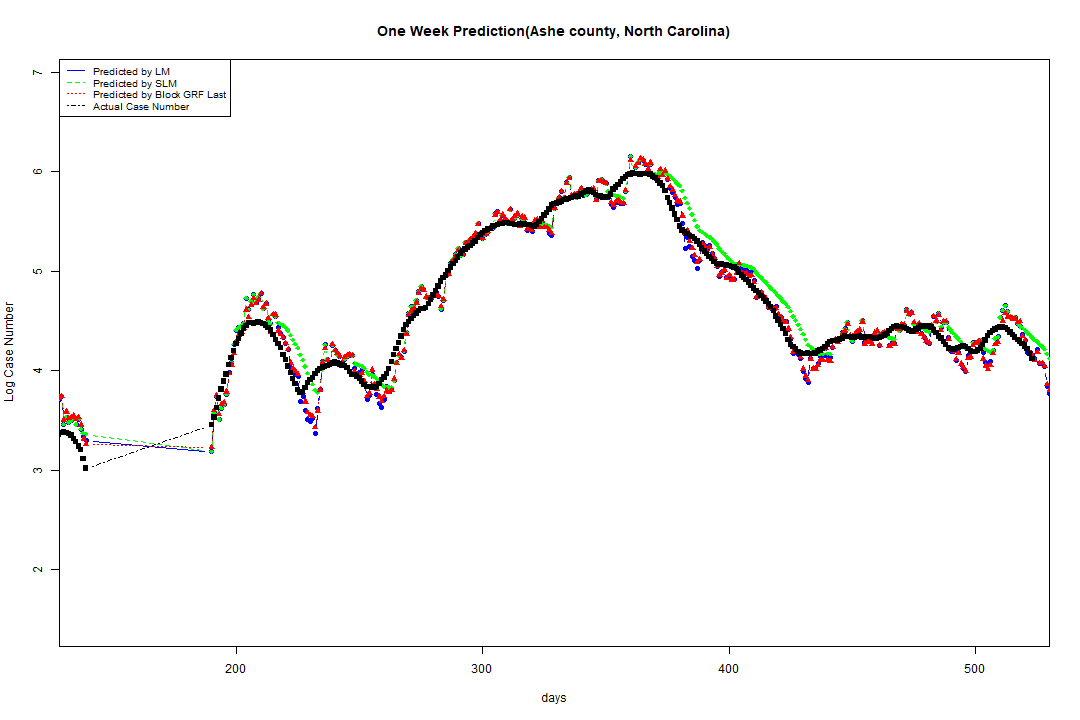 One Week Prediction(Ashe county, North Carolina)
Predicted by LM
Predicted by SLM
Predicted by Block GRF Last
Actual Case Number
7
6
5
4
3
2
Log Case Number
200
300
400
500
days